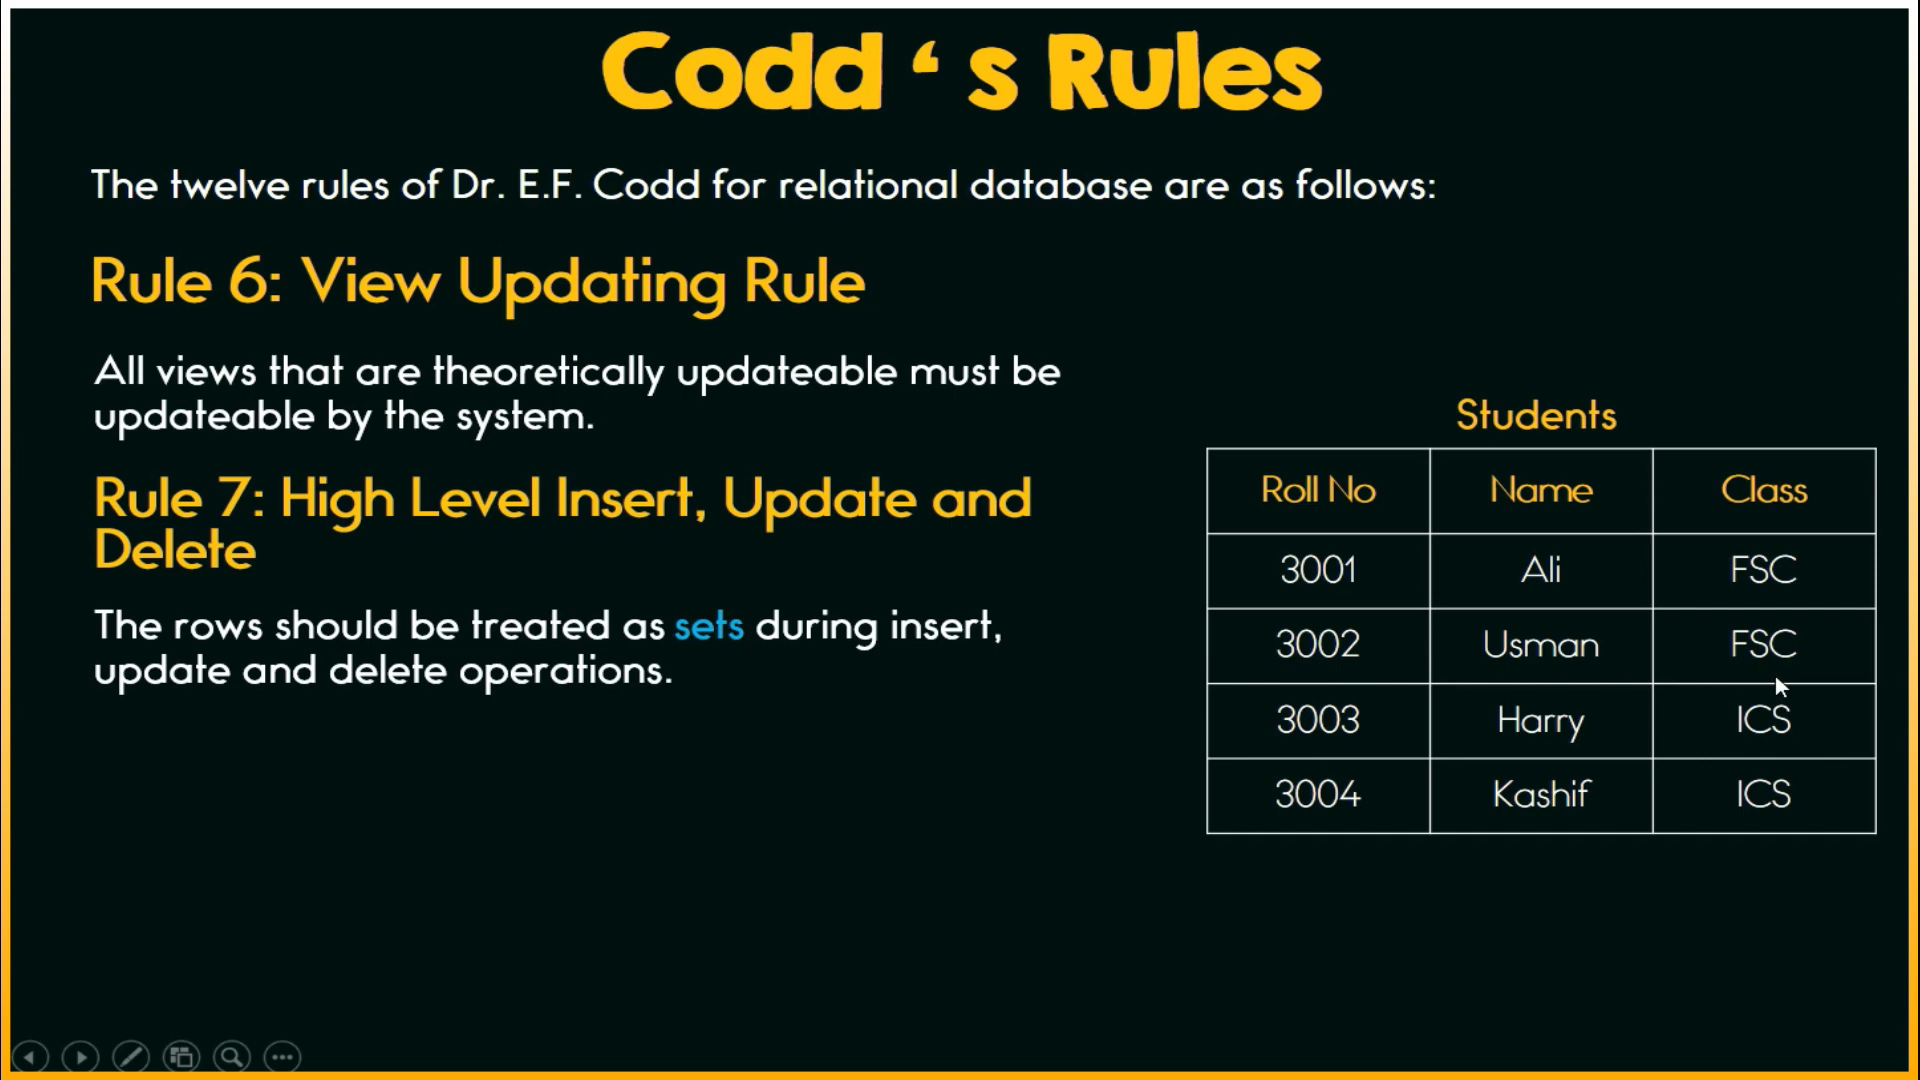 Codd ‘ s Rules
The twelve rules of Dr. E.F. Codd for relational database are as follows:
Rule 6: View Updating Rule
All views that are theoretically updateable must be
updateable by the system.
Rule 7: High Level Insert, Update and
Delete
The rows should be treated as sets during insert,
update and delete operations.
Students
Roll No Name Class
3001 Ali FSC
3002 Usman FSC
3003 Harry ICS
3004 Kashif ICS